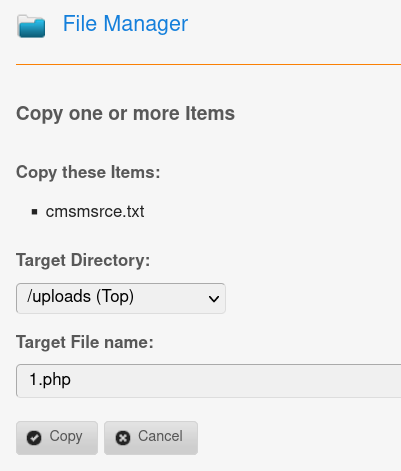 File Manager
Copy one or more Items
Copy these Items:
cmsmsrce.txt
Target Directory:
/uploads (Top)
Target File name:
1.php
Copy Cancel